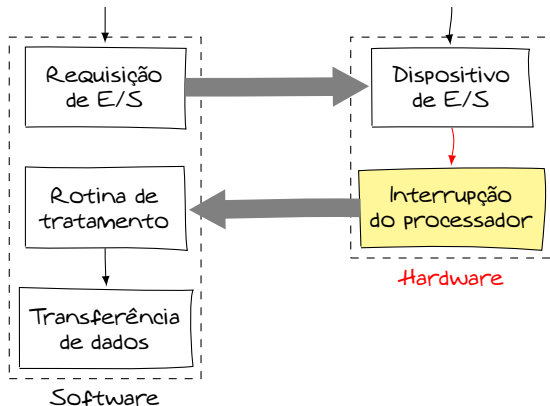 Requisição
de E/S
Dispositivo
de E/S
Rotina de
tratamento
Interrupção
do processador
Hardware
Transferência
de dados
Software